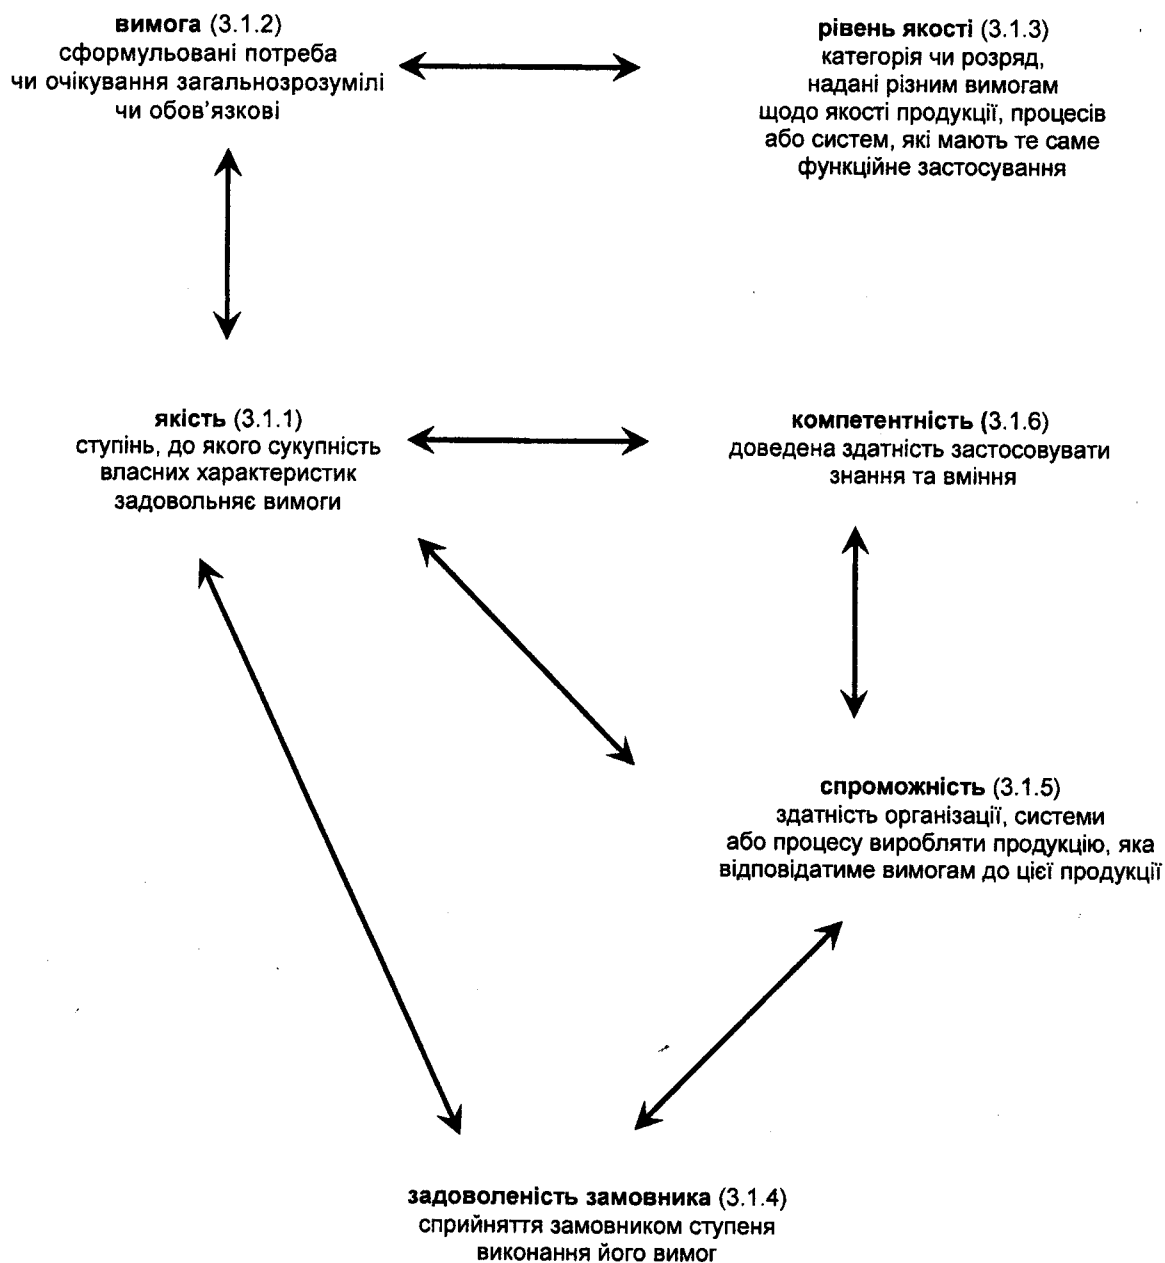 вимога (3.1.2)
сформульовані потреба
чи очікування загальнозрозумілі
чи обов’язкові
рівень якості (3.1.3)
категорія чи розряд,
надані різним вимогам
щодо якості продукції, процесів
або систем, які мають те саме
функційне застосування
якість (3.1.1)
ступінь, до якого сукупність
власних характеристик
задовольняє вимоги
компетентність (3.1.6)
доведена здатність застосовувати
знання та вміння
спроможність (3.1.5)
здатність організації, системи
або процесу виробляти продукцію, яка
відповідатиме вимогам до цієї продукції
задоволеність замовника (3.1.4)
сприйняття замовником ступеня
виконання його вимог